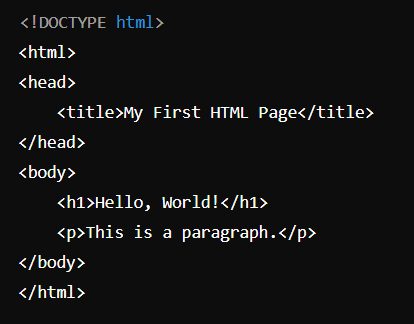 <!DOCTYPE html>
<html>
<head>
    <title>My First HTML Page</title>
</head>
<body>
    <h1>Hello, World!</h1>
    <p>This is a paragraph.</p>
</body>
</html>